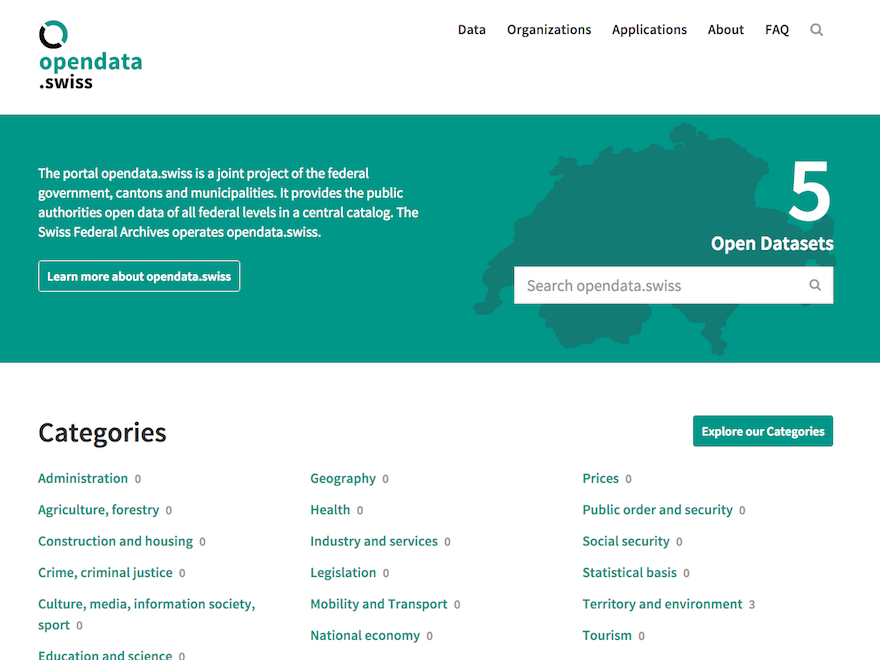 opendata
.swiss
Data Organizations Applications About FAQ
The portal opendata.swiss is a joint project of the federal
government, cantons and municipalities. It provides the public
authorities open data of all federal levels in a central catalog. The
Swiss Federal Archives operates opendata.swiss.
Learn more about opendata.swiss
5
Open Datasets
Search opendata.swiss
Categories
Explore our Categories
Administration 0
Agriculture, forestry 0
Construction and housing 0
Crime, criminal justice 0
Culture, media, information society,
sport 0
Education and science 0
Geography 0
Health 0
Industry and services 0
Legislation 0
Mobility and Transport 0
National economy 0
Prices 0
Public order and security 0
Social security 0
Statistical basis 0
Territory and environment 3
Tourism 0